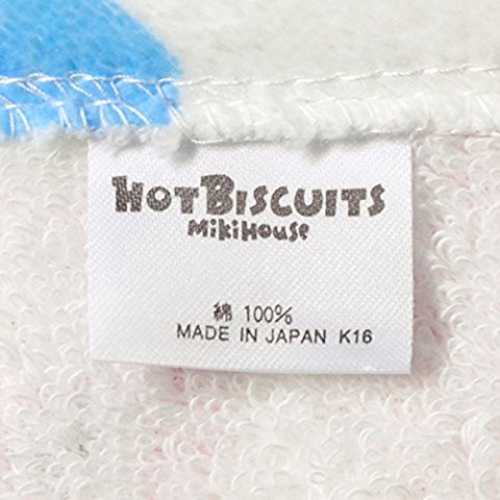 HOTBISCUITS
MikiHouse
綿 100%
MADE IN JAPAN K16